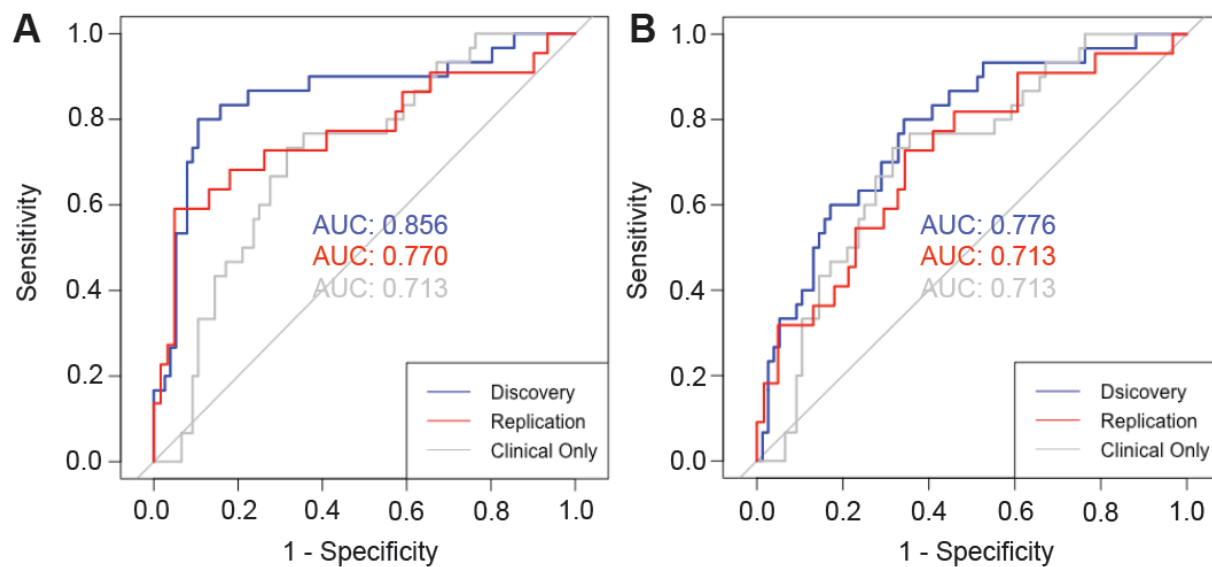 A
1.0
0.8
0.6
0.4
0.2
0.0
Sensitivity
AUC: 0.856
AUC: 0.770
AUC: 0.713
Discovery
Replication
Clinical Only
0.0 0.2 0.4 0.6 0.8 1.0
1 - Specificity
B
1.0
0.8
0.6
0.4
0.2
0.0
Sensitivity
AUC: 0.776
AUC: 0.713
AUC: 0.713
Dsicovery
Replication
Clinical Only
0.0 0.2 0.4 0.6 0.8 1.0
1 - Specificity